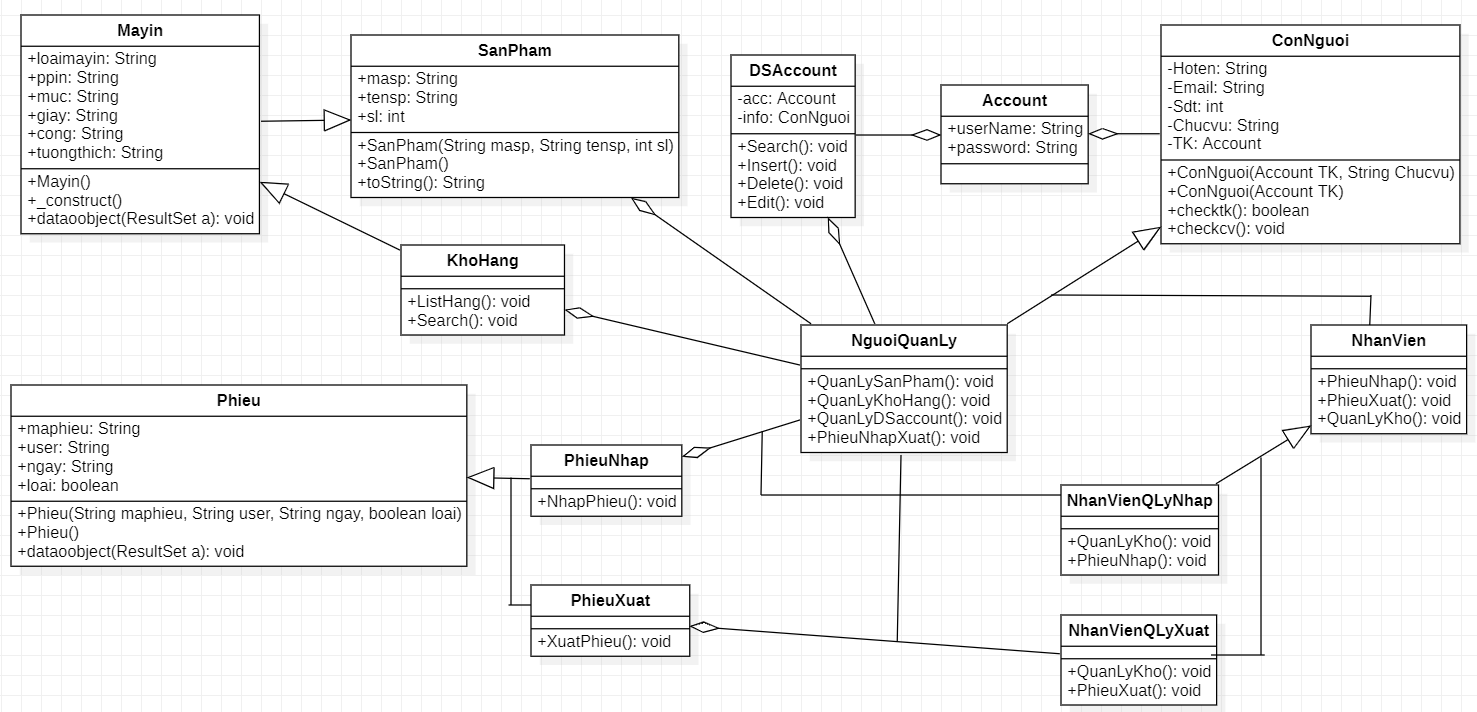 Mayin
+loaimayin: String
+ppin: String
+muc: String
+giay: String
+cong: String
+tuongthich: String
+Mayin()
+_construct()
+dataoobject(ResultSet a): void
SanPham
+masp: String
+tensp: String
+sl: int
+SanPham(String masp, String tensp, int sl)
+SanPham()
+toString(): String
DSAccount
-acc: Account
-info: ConNguoi
+Search(): void
+Insert(): void
+Delete(): void
+Edit(): void
Account
+userName: String
+password: String
ConNguoi
-Hoten: String
-Email: String
-Sdt: int
-Chucvu: String
-TK: Account
+ConNguoi(Account TK, String Chucvu)
+ConNguoi(Account TK)
+checktk(): boolean
+checkcv(): void
KhoHang
+ListHang(): void
+Search(): void
NguoiQuanLy
+QuanLySanPham(): void
+QuanLyKhoHang(): void
+QuanLyDSaccount(): void
+PhieuNhapXuat(): void
NhanVien
+PhieuNhap(): void
+PhieuXuat(): void
+QuanLyKho(): void
Phieu
+maphieu: String
+user: String
+ngay: String
+loai: boolean
+Phieu(String maphieu, String user, String ngay, boolean loai)
+Phieu()
+dataoobject(ResultSet a): void
PhieuNhap
+NhapPhieu(): void
NhanVienQLyNhap
+QuanLyKho(): void
+PhieuNhap(): void
PhieuXuat
+XuatPhieu(): void
NhanVienQLyXuat
+QuanLyKho(): void
+PhieuXuat(): void